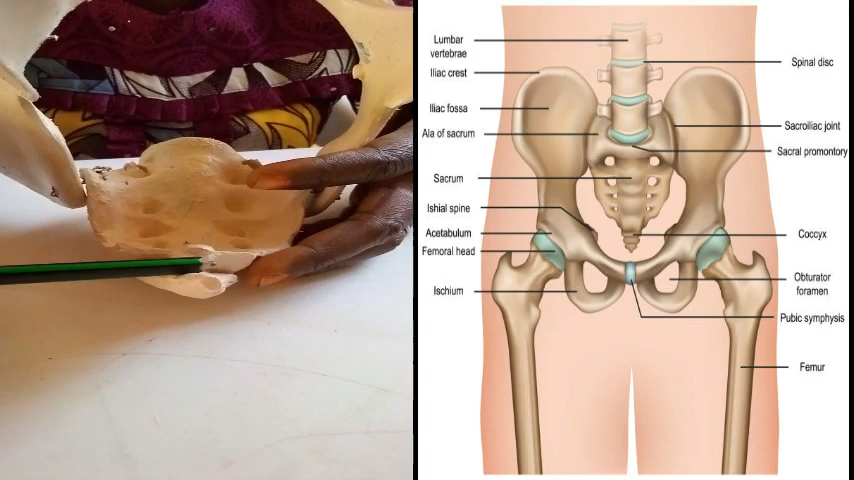 Lumbar
vertebrae
Iliac crest
Iliac fossa
Ala of sacrum
Sacrum
Ishial spine
Acetabulum
Femoral head
Ischium
Spinal disc
Sacroiliac joint
Sacral promontory
Coccyx
Obturator
foramen
Pubic symphysis
Femur